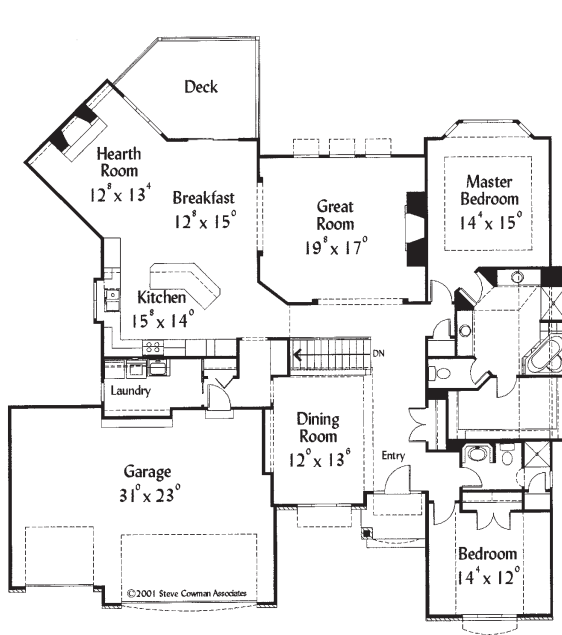 Deck
Hearth
Room
12⁸ x 13⁴
Breakfast
12⁸ x 15⁰
Great
Room
19⁸ x 17⁰
Master
Bedroom
14⁴ x 15⁰
Kitchen
15⁸ x 14⁰
DN
Laundry
Dining
Room
12⁰ x 13⁶
Entry
Garage
31⁰ x 23⁰
Bedroom
14⁴ x 12⁰
©2001 Steve Cowman Associates